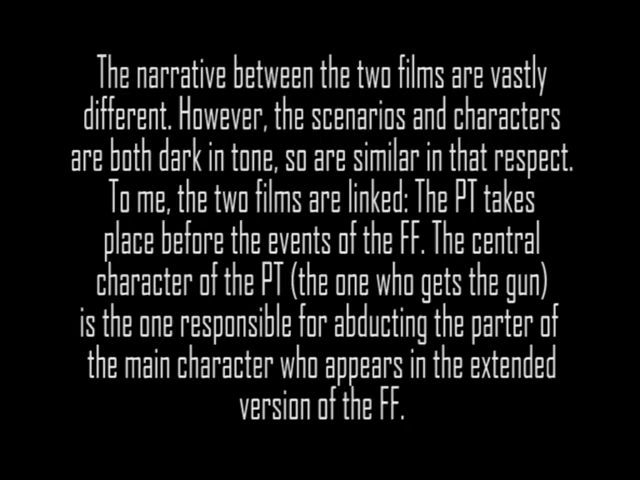 The narrative between the two films are vastly
different. However, the scenarios and characters
are both dark in tone, so are similar in that respect.
To me, the two films are linked: The PT takes
place before the events of the FF. The central
character of the PT (the one who gets the gun)
is the one responsible for abducting the parter of
the main character who appears in the extended
version of the FF.